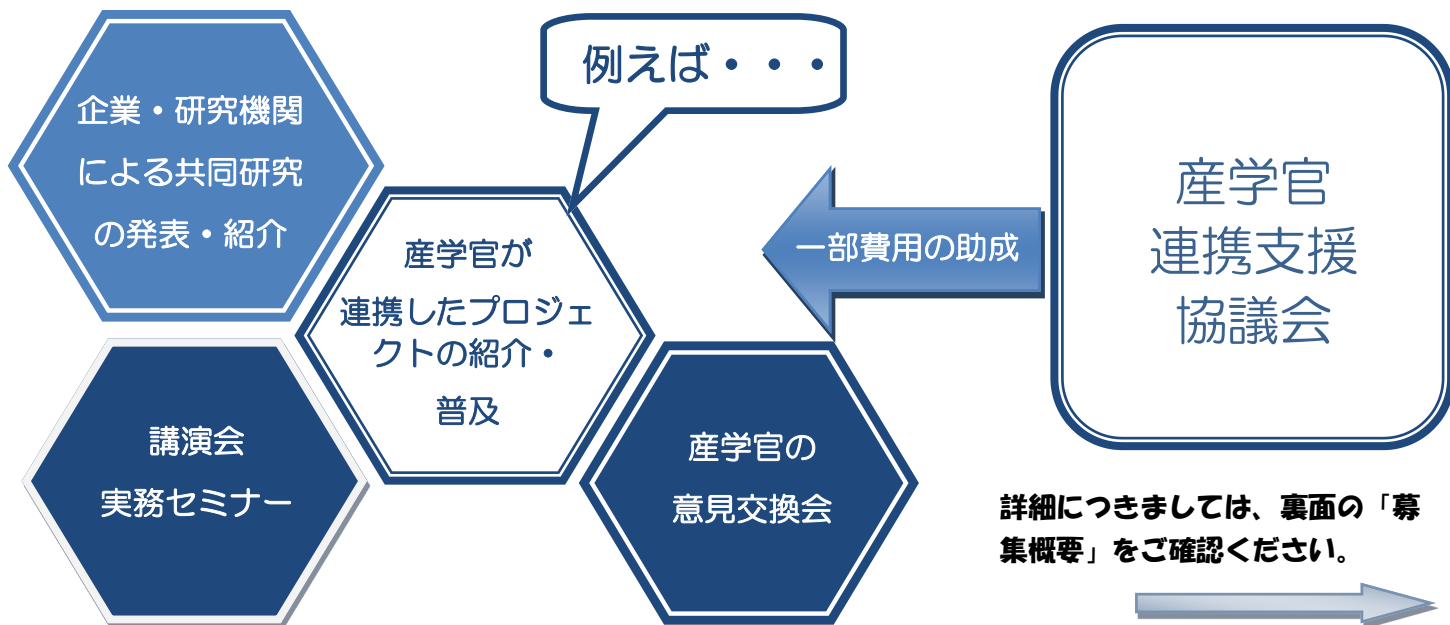 例えば・・・
企業・研究機関
による共同研究
の発表・紹介
産学官が
連携したプロジェ
クトの紹介・
普及
講演会
実務セミナー
産学官の
意見交換会
一部費用の助成
産学官
連携支援
協議会
詳細につきましては、裏面の「募
集概要」をご確認ください。